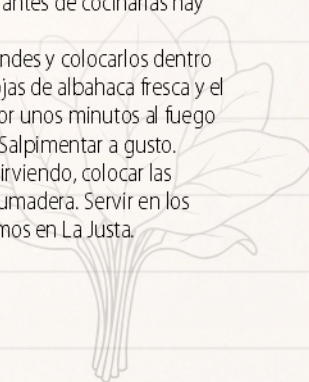 antes de cocinarlas hay
ndes y colocarlos dentro
jas de albahaca fresca y el
or unos minutos al fuego
Salpimentar a gusto.
irviendo, colocar las
umadera. Servir en los
mos en La Justa.